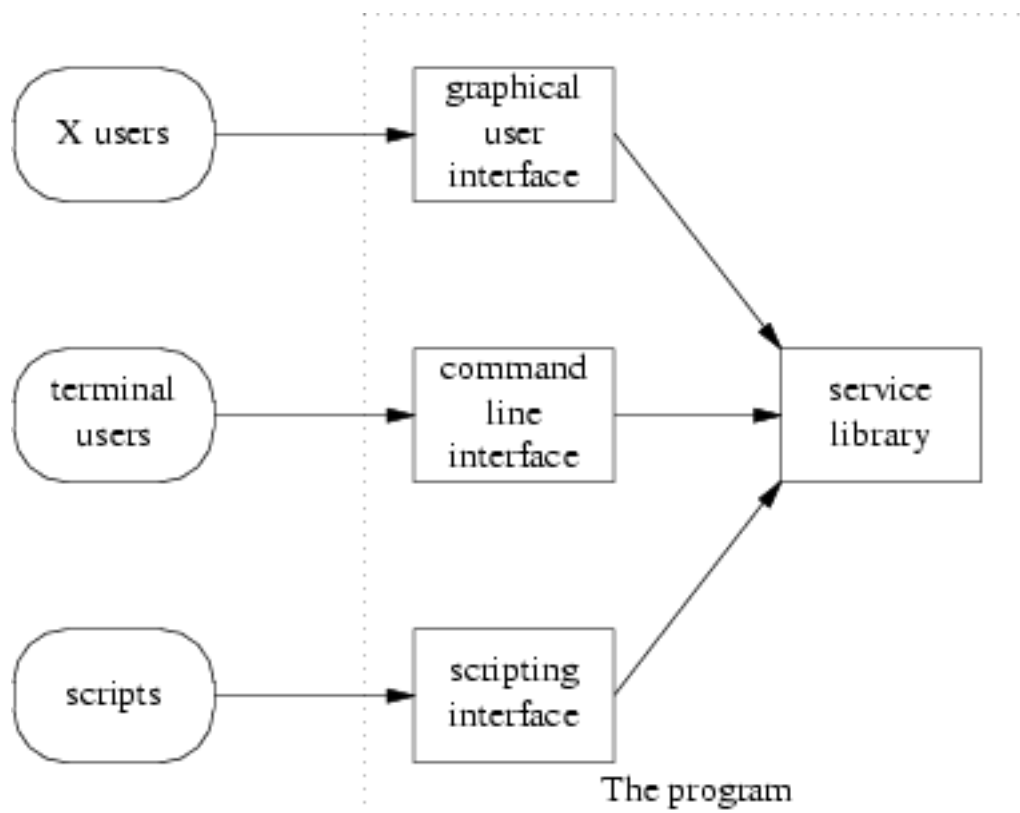 X users
graphical
user
interface
terminal
users
command
line
interface
service
library
scripts
scripting
interface
The program